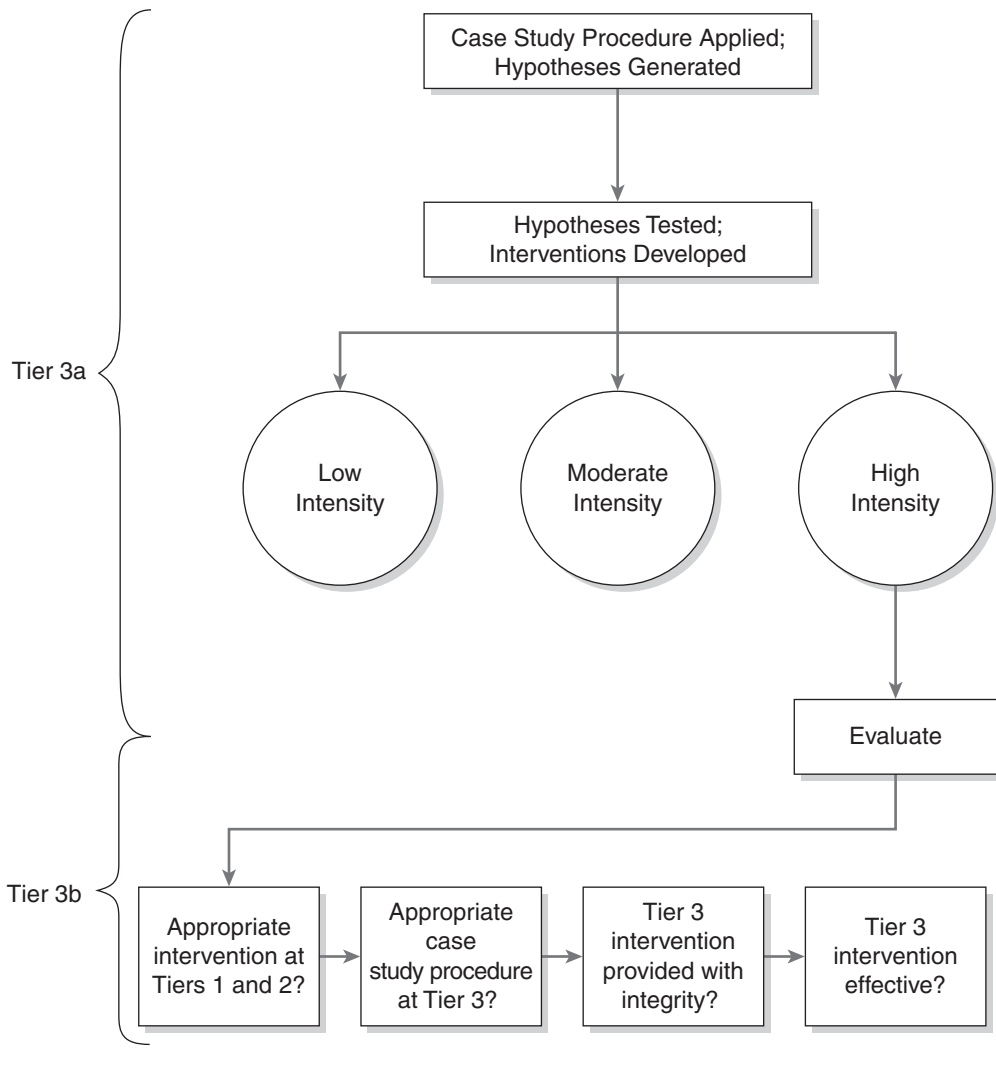 Case Study Procedure Applied;
Hypotheses Generated
Hypotheses Tested;
Interventions Developed
Tier 3a
Low
Intensity
Moderate
Intensity
High
Intensity
Evaluate
Tier 3b
Appropriate
intervention at
Tiers 1 and 2?
Appropriate
case
study procedure
at Tier 3?
Tier 3
intervention
provided with
integrity?
Tier 3
intervention
effective?